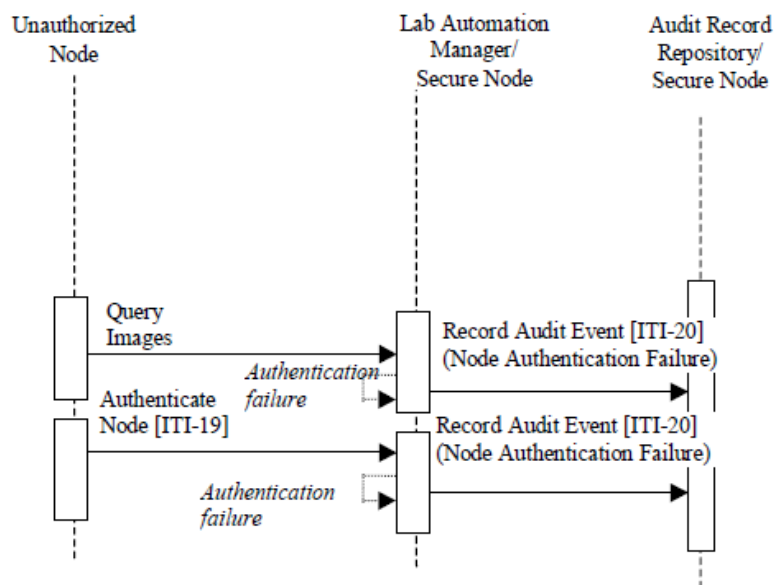 Unauthorized
Node
Lab Automation
Manager/
Secure Node
Audit Record
Repository/
Secure Node
Query
Images
Record Audit Event [ITI-20]
(Node Authentication Failure)
Authentication
failure
Authenticate
Node [ITI-19]
Record Audit Event [ITI-20]
(Node Authentication Failure)
Authentication
failure